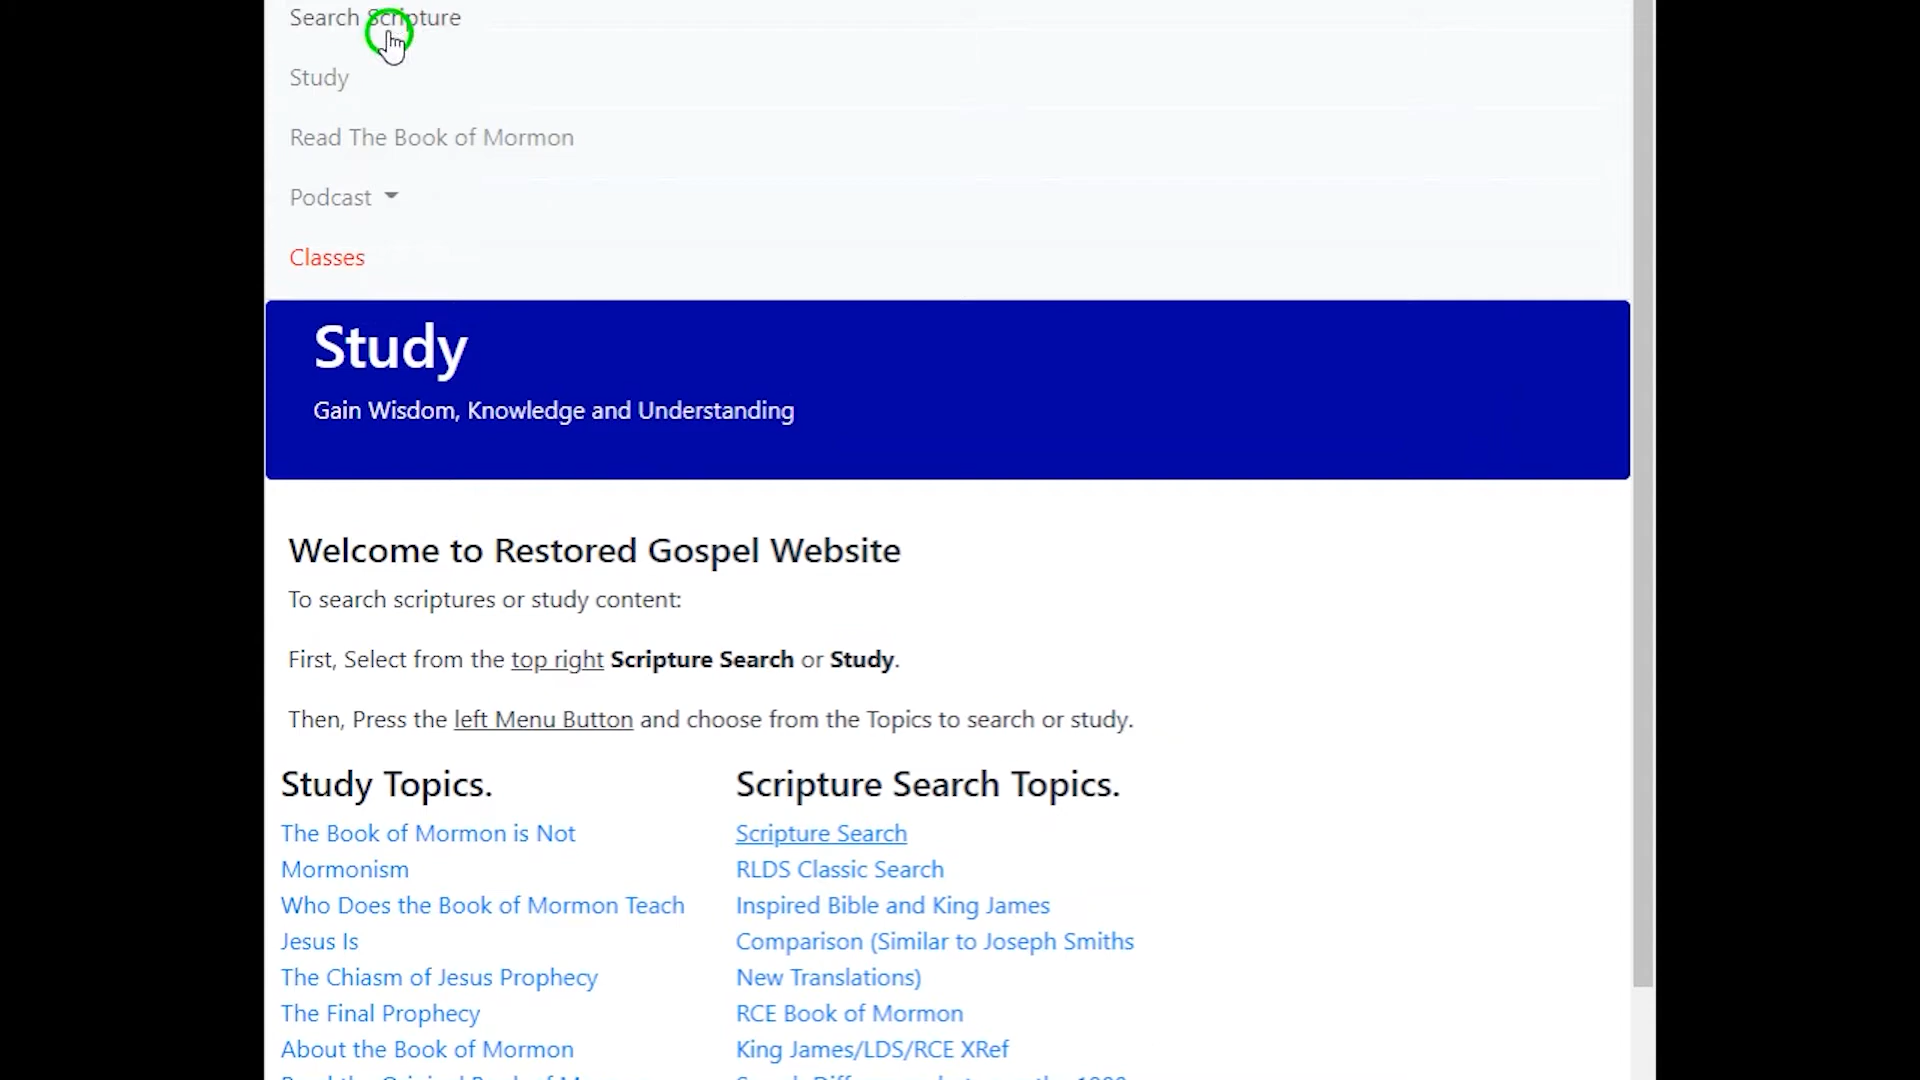 Search Scripture
Study
Read The Book of Mormon
Podcast
Classes
Study
Gain Wisdom, Knowledge and Understanding
Welcome to Restored Gospel Website
To search scriptures or study content:
First, Select from the top right Scripture Search or Study.
Then, Press the left Menu Button and choose from the Topics to search or study.
Study Topics.
The Book of Mormon is Not
Mormonism
Who Does the Book of Mormon Teach
Jesus Is
The Chiasm of Jesus Prophecy
The Final Prophecy
About the Book of Mormon
Scripture Search Topics.
Scripture Search
RLDS Classic Search
Inspired Bible and King James
Comparison (Similar to Joseph Smiths
New Translations)
RCE Book of Mormon
King James/LDS/RCE XRef